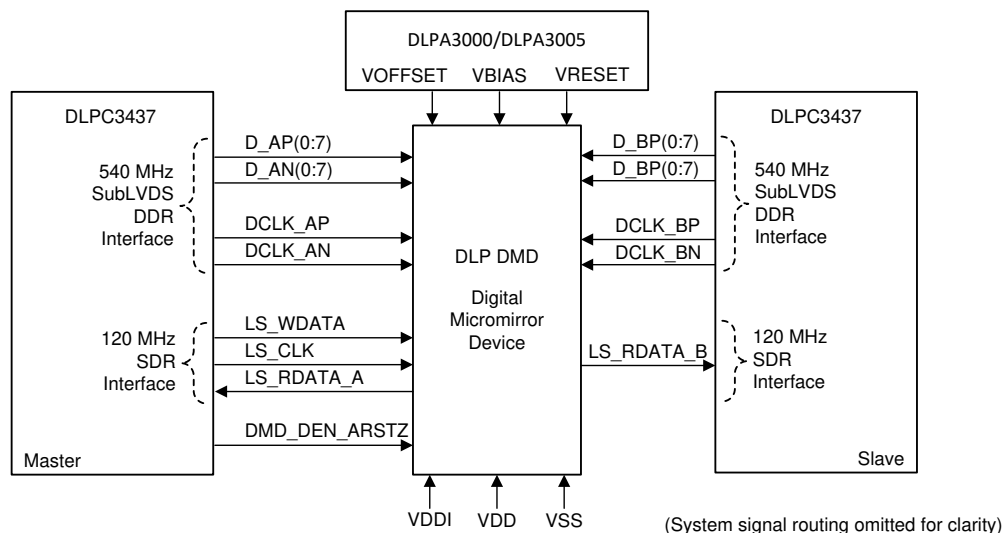 DLPA3000/DLPA3005
VOFFSET VBIAS VRESET
DLPC3437
540 MHz
SubLVDS
DDR
Interface
120 MHz
SDR
Interface
Master
D_AP(0:7)
D_AN(0:7)
DCLK_AP
DCLK_AN
LS_WDATA
LS_CLK
LS_RDATA_A
DMD_DEN_ARSTZ
DLP DMD
Digital
Micromirror
Device
VDDI VDD VSS
D_BP(0:7)
D_BP(0:7)
DCLK_BP
DCLK_BN
LS_RDATA_B
DLPC3437
540 MHz
SubLVDS
DDR
Interface
120 MHz
SDR
Interface
Slave
(System signal routing omitted for clarity)